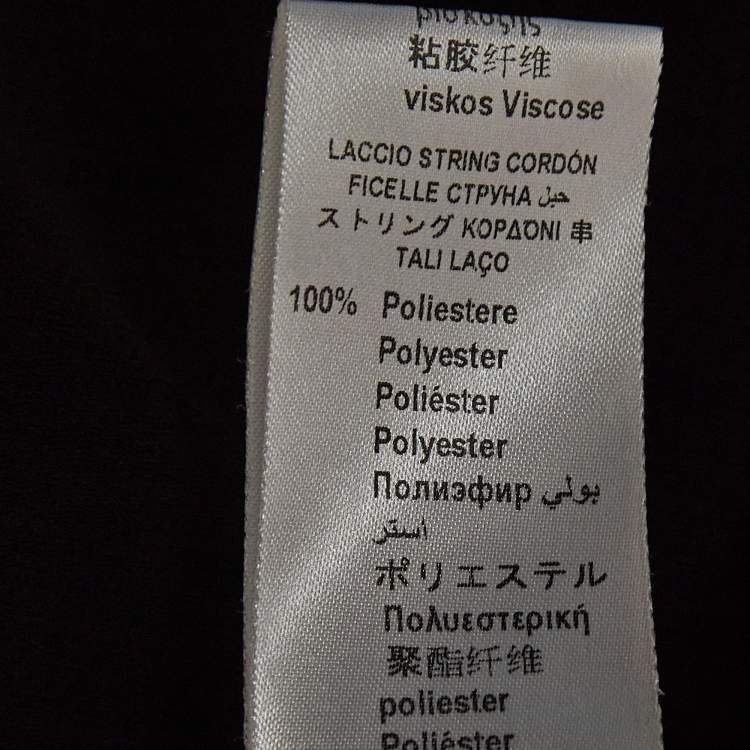 βισκόζης
粘胶纤维
viskos Viscose
LACCIO STRING CORDÓN
FICELLE СТРУНА حبل
ストリング ΚΟΡΔΌΝΙ 串
TALI LAÇO
100% Poliestere
Polyester
Poliéster
Polyester
Полиэфир بولي
استر
ポリエステル
Πολυεστερική
聚酯纤维
poliester
Poliéster